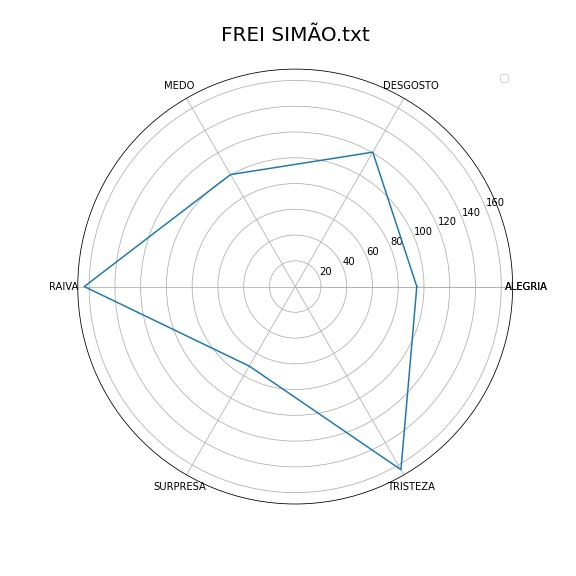 FREI SIMÃO.txt
MEDO
DESGOSTO
160
140
120
100
80
60
40
20
RAIVA
ALEGRIA
SURPRESA
TRISTEZA